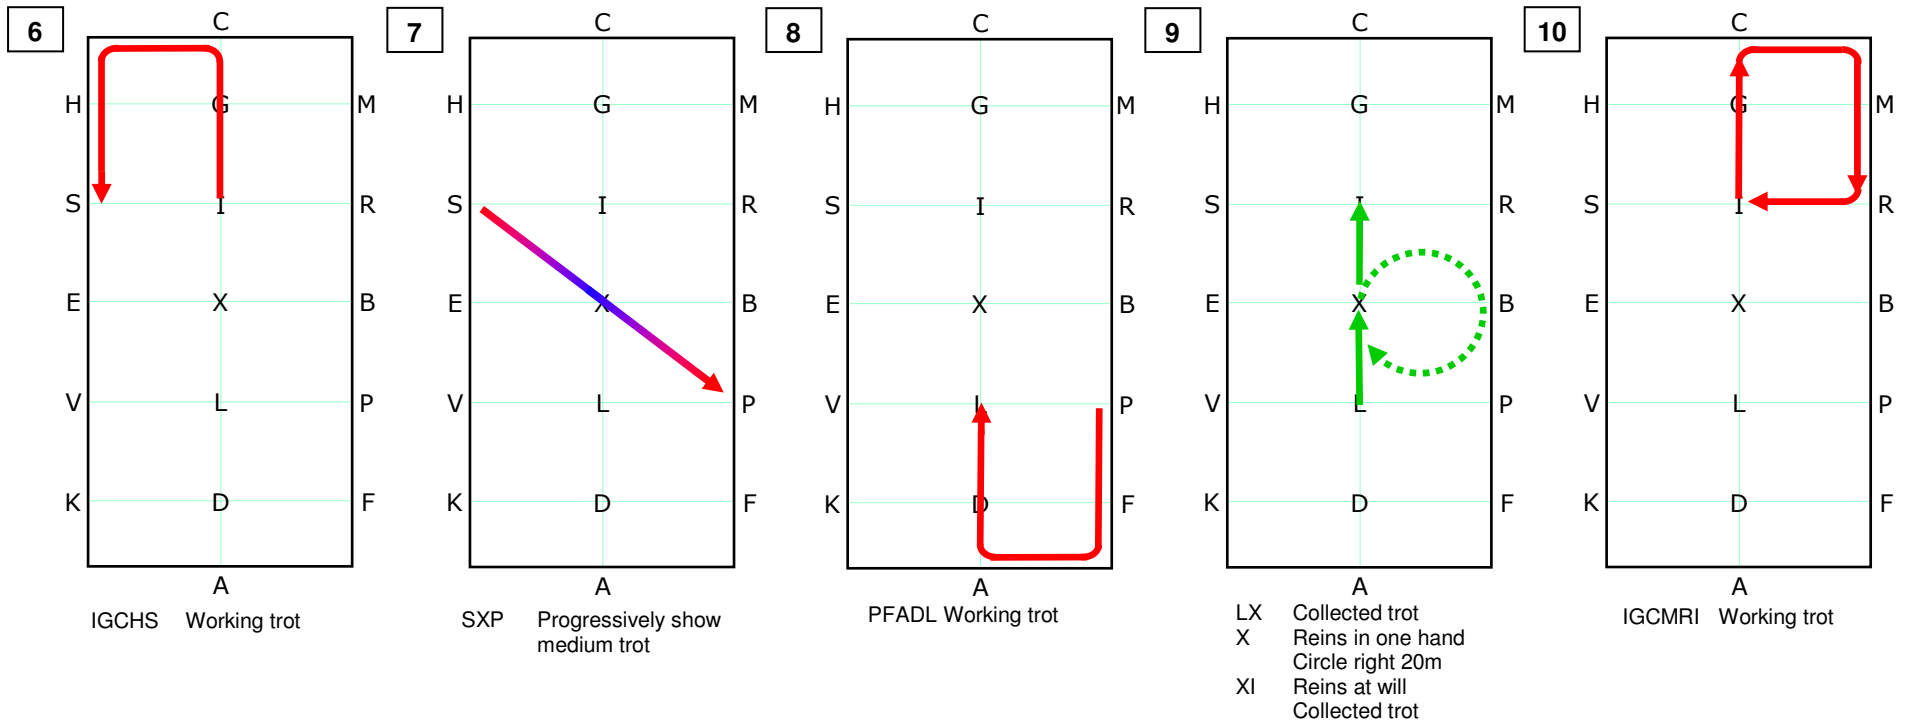 6
C
H G M
S I R
E X B
V L P
K D F
A
IGCHS Working trot
7
C
H G M
S I R
E X B
V L P
K D F
A
SXP Progressively show
medium trot
8
C
H G M
S I R
E X B
V L P
K D F
A
PFADL Working trot
9
C
H G M
S I R
E X B
V L P
K D F
A
LX Collected trot
X Reins in one hand
Circle right 20m
XI Reins at will
Collected trot
10
C
H G M
S I R
E X B
V L P
K D F
A
IGCMRI Working trot